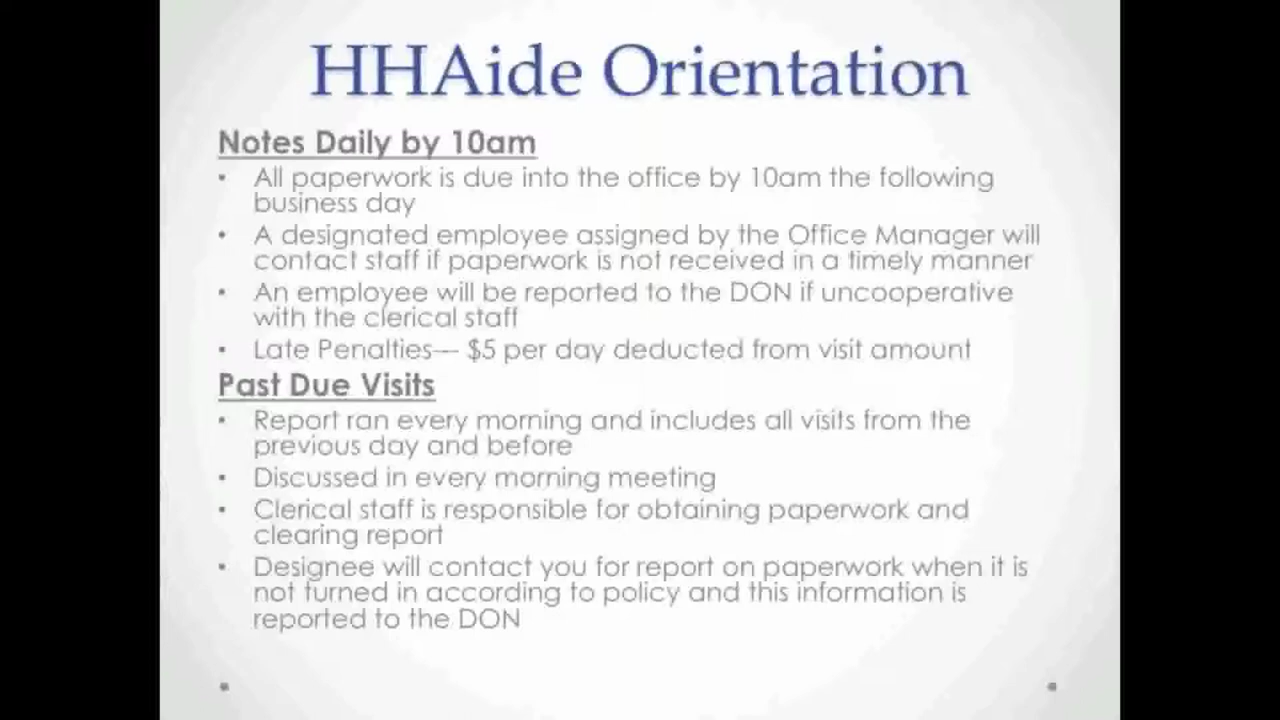 HHAide Orientation
Notes Daily by 10am
• All paperwork is due into the office by 10am the following
business day
• A designated employee assigned by the Office Manager will
contact staff if paperwork is not received in a timely manner
• An employee will be reported to the DON if uncooperative
with the clerical staff
• Late Penalties— $5 per day deducted from visit amount
Past Due Visits
• Report ran every morning and includes all visits from the
previous day and before
• Discussed in every morning meeting
• Clerical staff is responsible for obtaining paperwork and
clearing report
• Designee will contact you for report on paperwork when it is
not turned in according to policy and this information is
reported to the DON